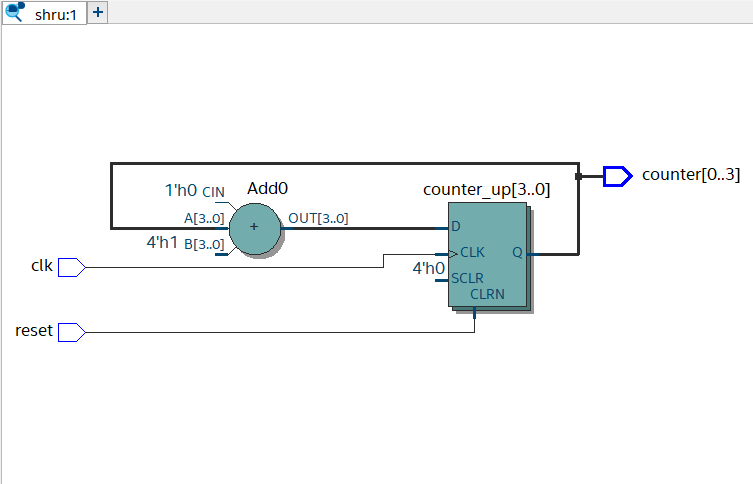 shru:1
+
1'h0 CIN
Add0
counter_up[3..0]
counter[0..3]
A[3..0]
+
OUT[3..0]
D
4'h1 B[3..0]
clk
CLK
Q
4'h0
SCLR
CLRN
reset